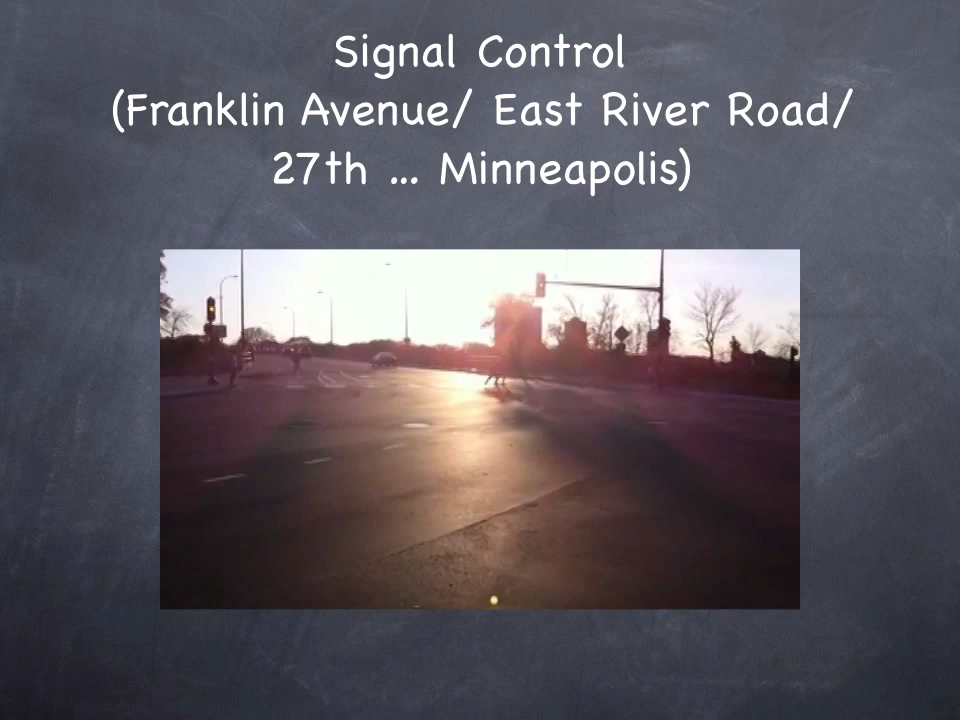 Signal Control
(Franklin Avenue/ East River Road/
27th ... Minneapolis)